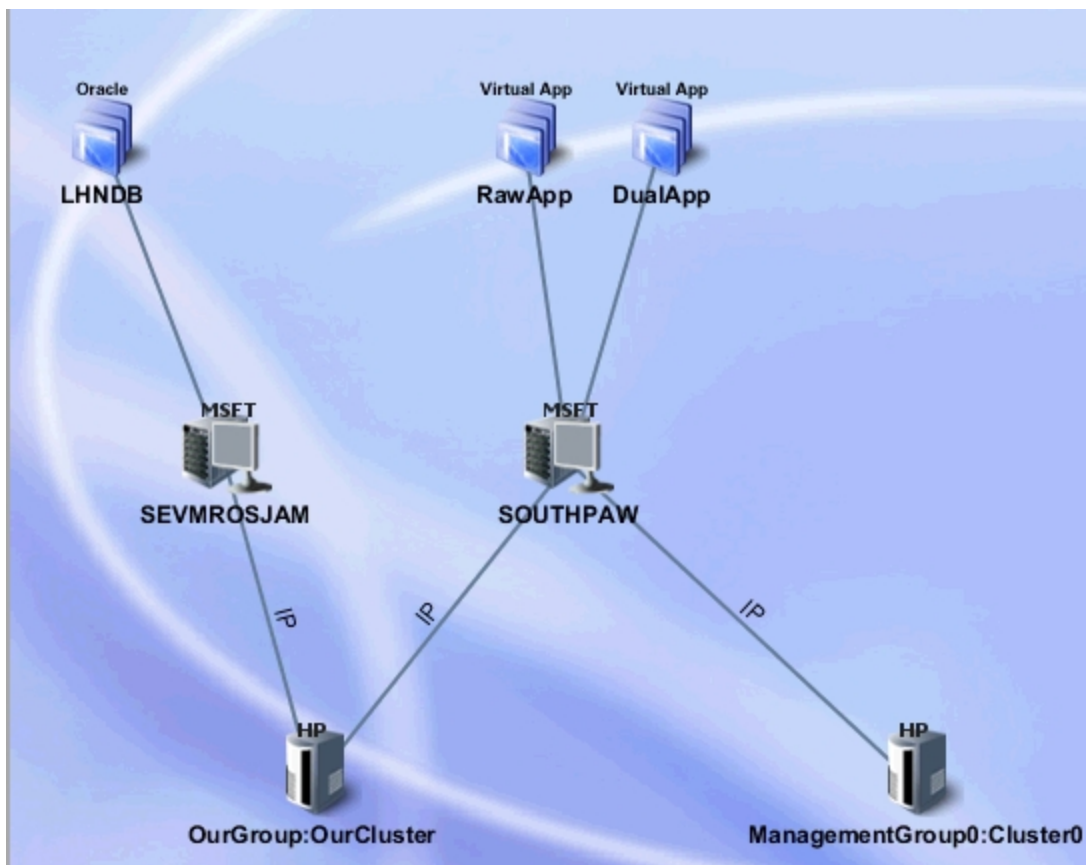 Oracle
LHNDB
Virtual App
RawApp
Virtual App
DualApp
MSFT
SEVMROSJAM
MSFT
SOUTHPAW
IP
IP
IP
HP
OurGroup:OurCluster
HP
ManagementGroup0:Cluster0